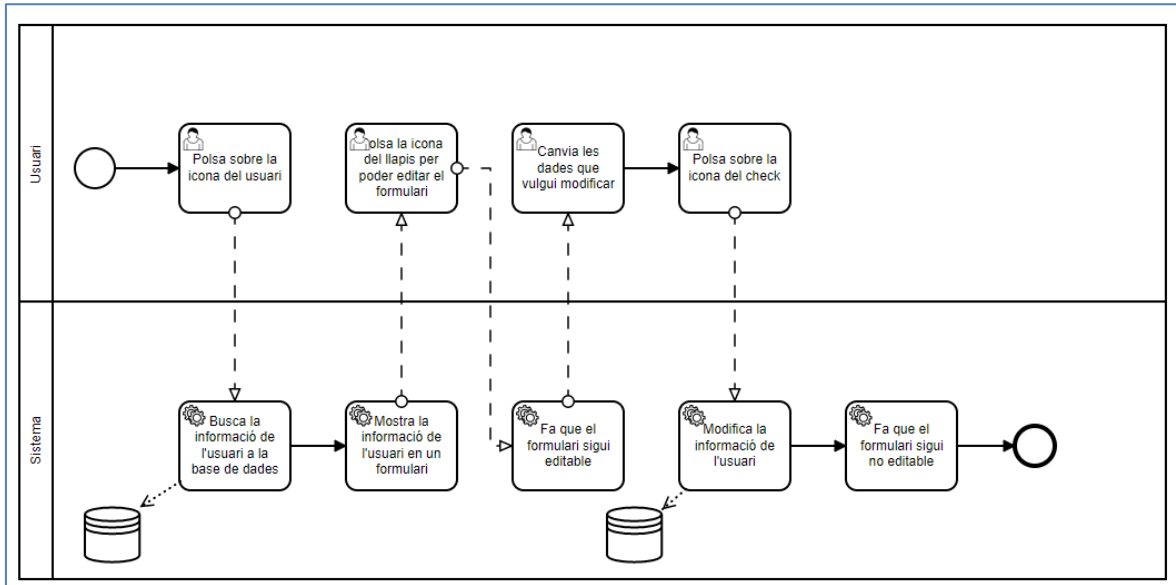 Usuari
Polsa sobre la
icona del usuari
olsa la icona
del llapis per
poder editar el
formulari
Canvia les
dades que
vulgui modificar
Polsa sobre la
icona del check
Sistema
Busca la
informació de
l'usuari a la
base de dades
Mostra la
informació de
l'usuari en un
formulari
Fa que el
formulari sigui
editable
Modifica la
informació de
l'usuari
Fa que el
formulari sigui
no editable